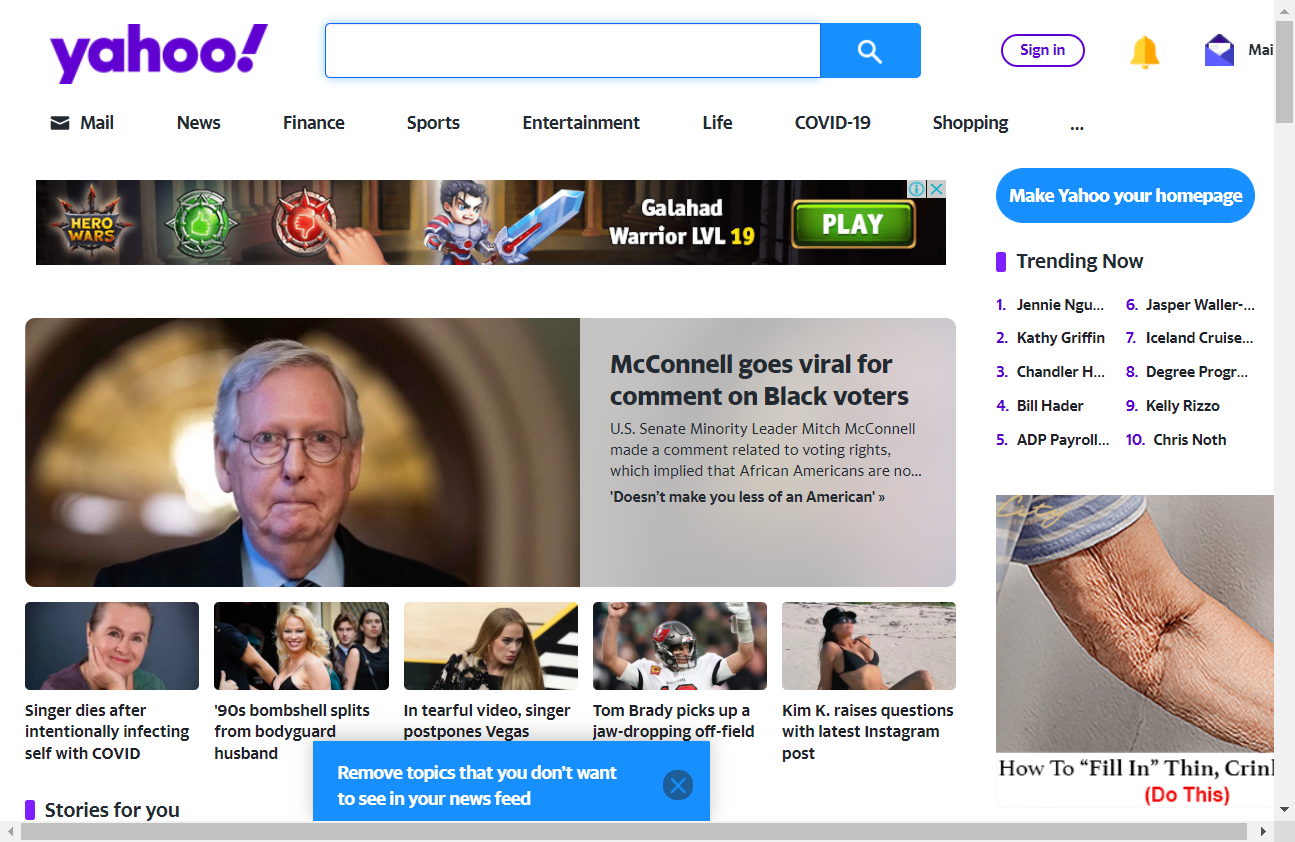 yahoo!
Sign in
Mai
Mail
News
Finance
Sports
Entertainment
Life
COVID-19
Shopping
...
HERO
WARS
Galahad
Warrior LVL 19
PLAY
Make Yahoo your homepage
Trending Now
1. Jennie Ngu...
2. Kathy Griffin
3. Chandler H...
4. Bill Hader
5. ADP Payroll...
6. Jasper Waller-...
7. Iceland Cruise...
8. Degree Progr...
9. Kelly Rizzo
10. Chris Noth
McConnell goes viral for
comment on Black voters
U.S. Senate Minority Leader Mitch McConnell
made a comment related to voting rights,
which implied that African Americans are no...
'Doesn’t make you less of an American' »
Singer dies after
intentionally infecting
self with COVID
'90s bombshell splits
from bodyguard
husband
In tearful video, singer
postpones Vegas
Tom Brady picks up a
jaw-dropping off-field
Kim K. raises questions
with latest Instagram
post
City
How To “Fill In” Thin, Crin
(Do This)
Remove topics that you don’t want
to see in your news feed
Stories for you